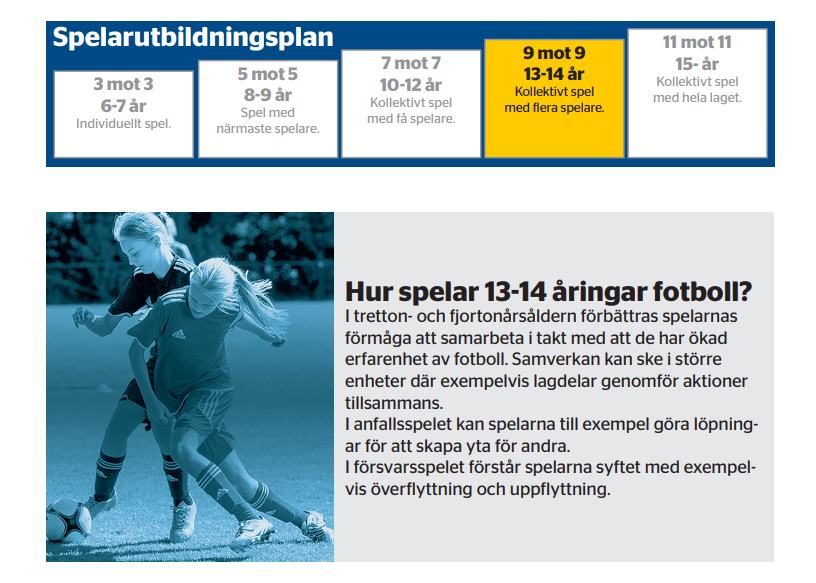 Spelarutbildningsplan
3 mot 3
6-7 år
Individuellt spel.
5 mot 5
8-9 år
Spel med
närmaste spelare.
7 mot 7
10-12 år
Kollektivt spel
med få spelare.
9 mot 9
13-14 år
Kollektivt spel
med flera spelare.
11 mot 11
15- år
Kollektivt spel
med hela laget.
Hur spelar 13-14 åringar fotboll?
I tretton- och fjortonårsåldern förbättras spelarnas
förmåga att samarbeta i takt med att de har ökad
erfarenhet av fotboll. Samverkan kan ske i större
enheter där exempelvis lagdelar genomför aktioner
tillsammans.
I anfallsspelet kan spelarna till exempel göra löpning-
ar för att skapa yta för andra.
I försvarsspelet förstår spelarna syftet med exempel-
vis överflyttning och uppflyttning.